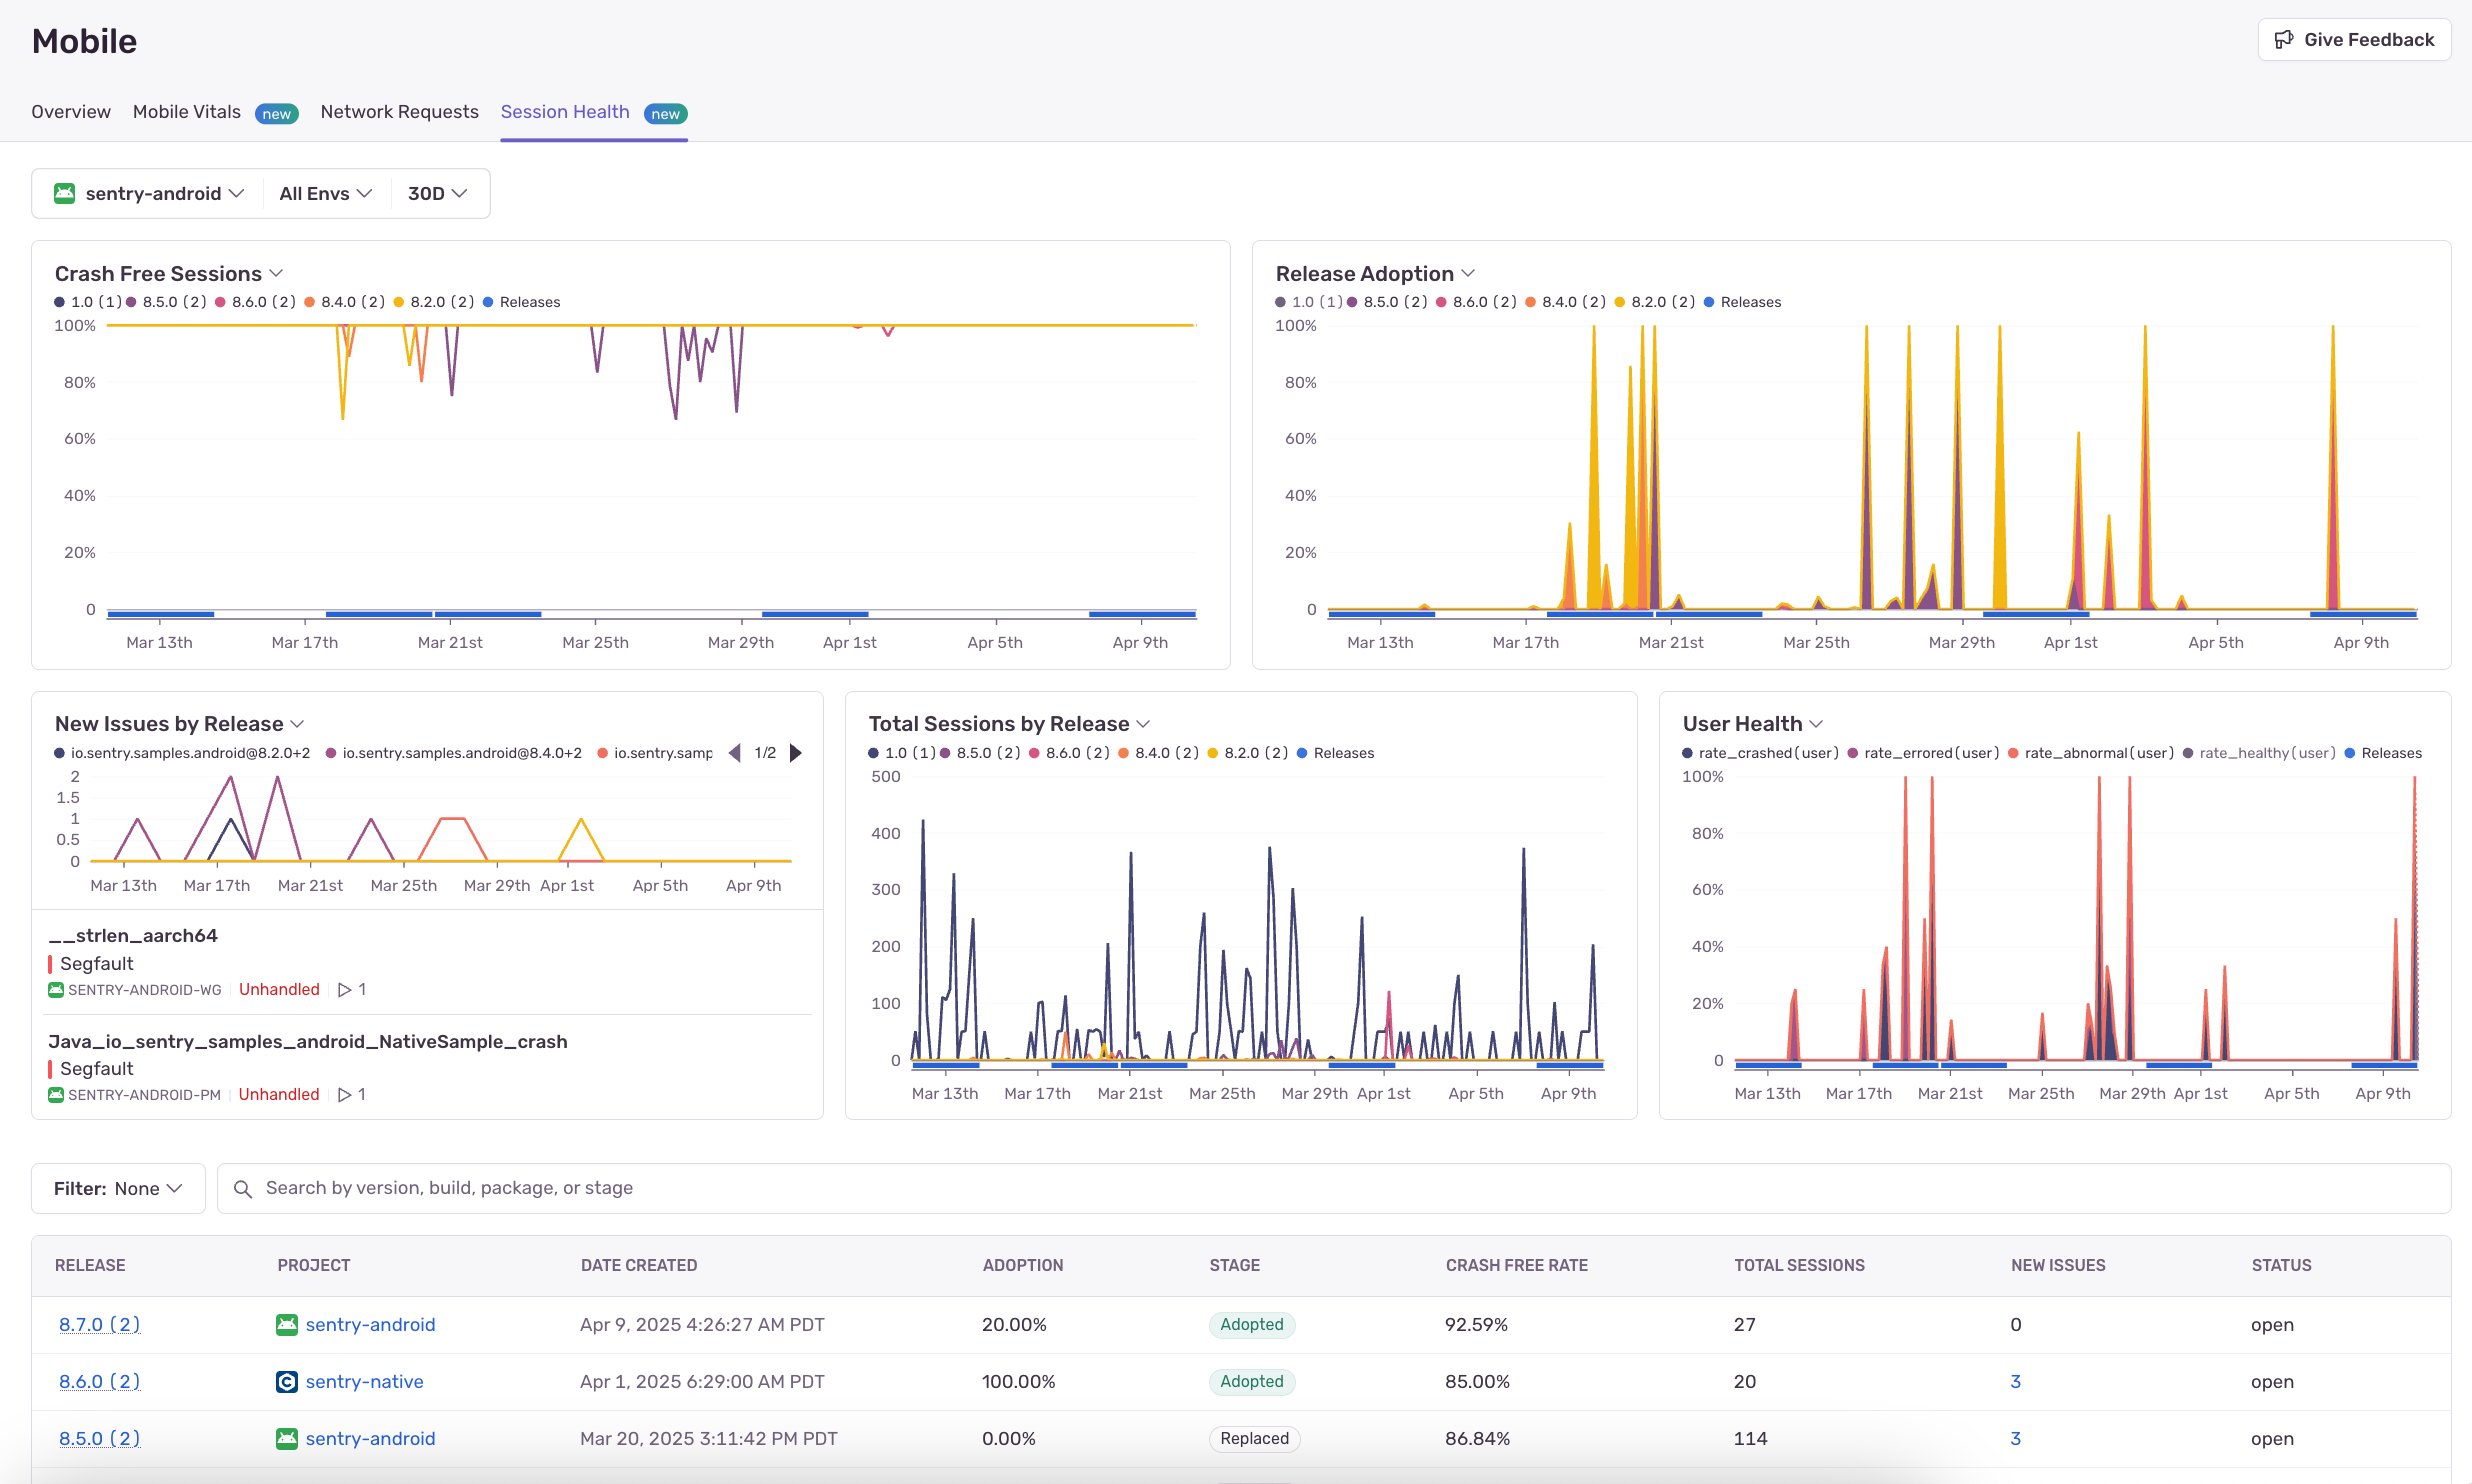 Mobile
Give Feedback
Overview Mobile Vitals new Network Requests Session Health new
sentry-android All Envs 30D
Crash Free Sessions
1.0 (1) 8.5.0 (2) 8.6.0 (2) 8.4.0 (2) 8.2.0 (2) Releases
100%
80%
60%
40%
20%
0
Mar 13th Mar 17th Mar 21st Mar 25th Mar 29th Apr 1st Apr 5th Apr 9th
Release Adoption
1.0 (1) 8.5.0 (2) 8.6.0 (2) 8.4.0 (2) 8.2.0 (2) Releases
100%
80%
60%
40%
20%
0
Mar 13th Mar 17th Mar 21st Mar 25th Mar 29th Apr 1st Apr 5th Apr 9th
New Issues by Release
io.sentry.samples.android@8.2.0+2 io.sentry.samples.android@8.4.0+2 io.sentry.samp 1/2
2
1.5
1
0.5
0
Mar 13th Mar 17th Mar 21st Mar 25th Mar 29th Apr 1st Apr 5th Apr 9th
__strlen_aarch64
Segfault
SENTRY-ANDROID-WG Unhandled 1
Java_io_sentry_samples_android_NativeSample_crash
Segfault
SENTRY-ANDROID-PM Unhandled 1
Total Sessions by Release
1.0 (1) 8.5.0 (2) 8.6.0 (2) 8.4.0 (2) 8.2.0 (2) Releases
500
400
300
200
100
0
Mar 13th Mar 17th Mar 21st Mar 25th Mar 29th Apr 1st Apr 5th Apr 9th
User Health
rate_crashed(user) rate_errored(user) rate_abnormal(user) rate_healthy(user) Releases
100%
80%
60%
40%
20%
0
Mar 13th Mar 17th Mar 21st Mar 25th Mar 29th Apr 1st Apr 5th Apr 9th
Filter: None Search by version, build, package, or stage
RELEASE PROJECT DATE CREATED ADOPTION STAGE CRASH FREE RATE TOTAL SESSIONS NEW ISSUES STATUS
8.7.0 (2) sentry-android Apr 9, 2025 4:26:27 AM PDT 20.00% Adopted 92.59% 27 0 open
8.6.0 (2) sentry-native Apr 1, 2025 6:29:00 AM PDT 100.00% Adopted 85.00% 20 3 open
8.5.0 (2) sentry-android Mar 20, 2025 3:11:42 PM PDT 0.00% Replaced 86.84% 114 3 open